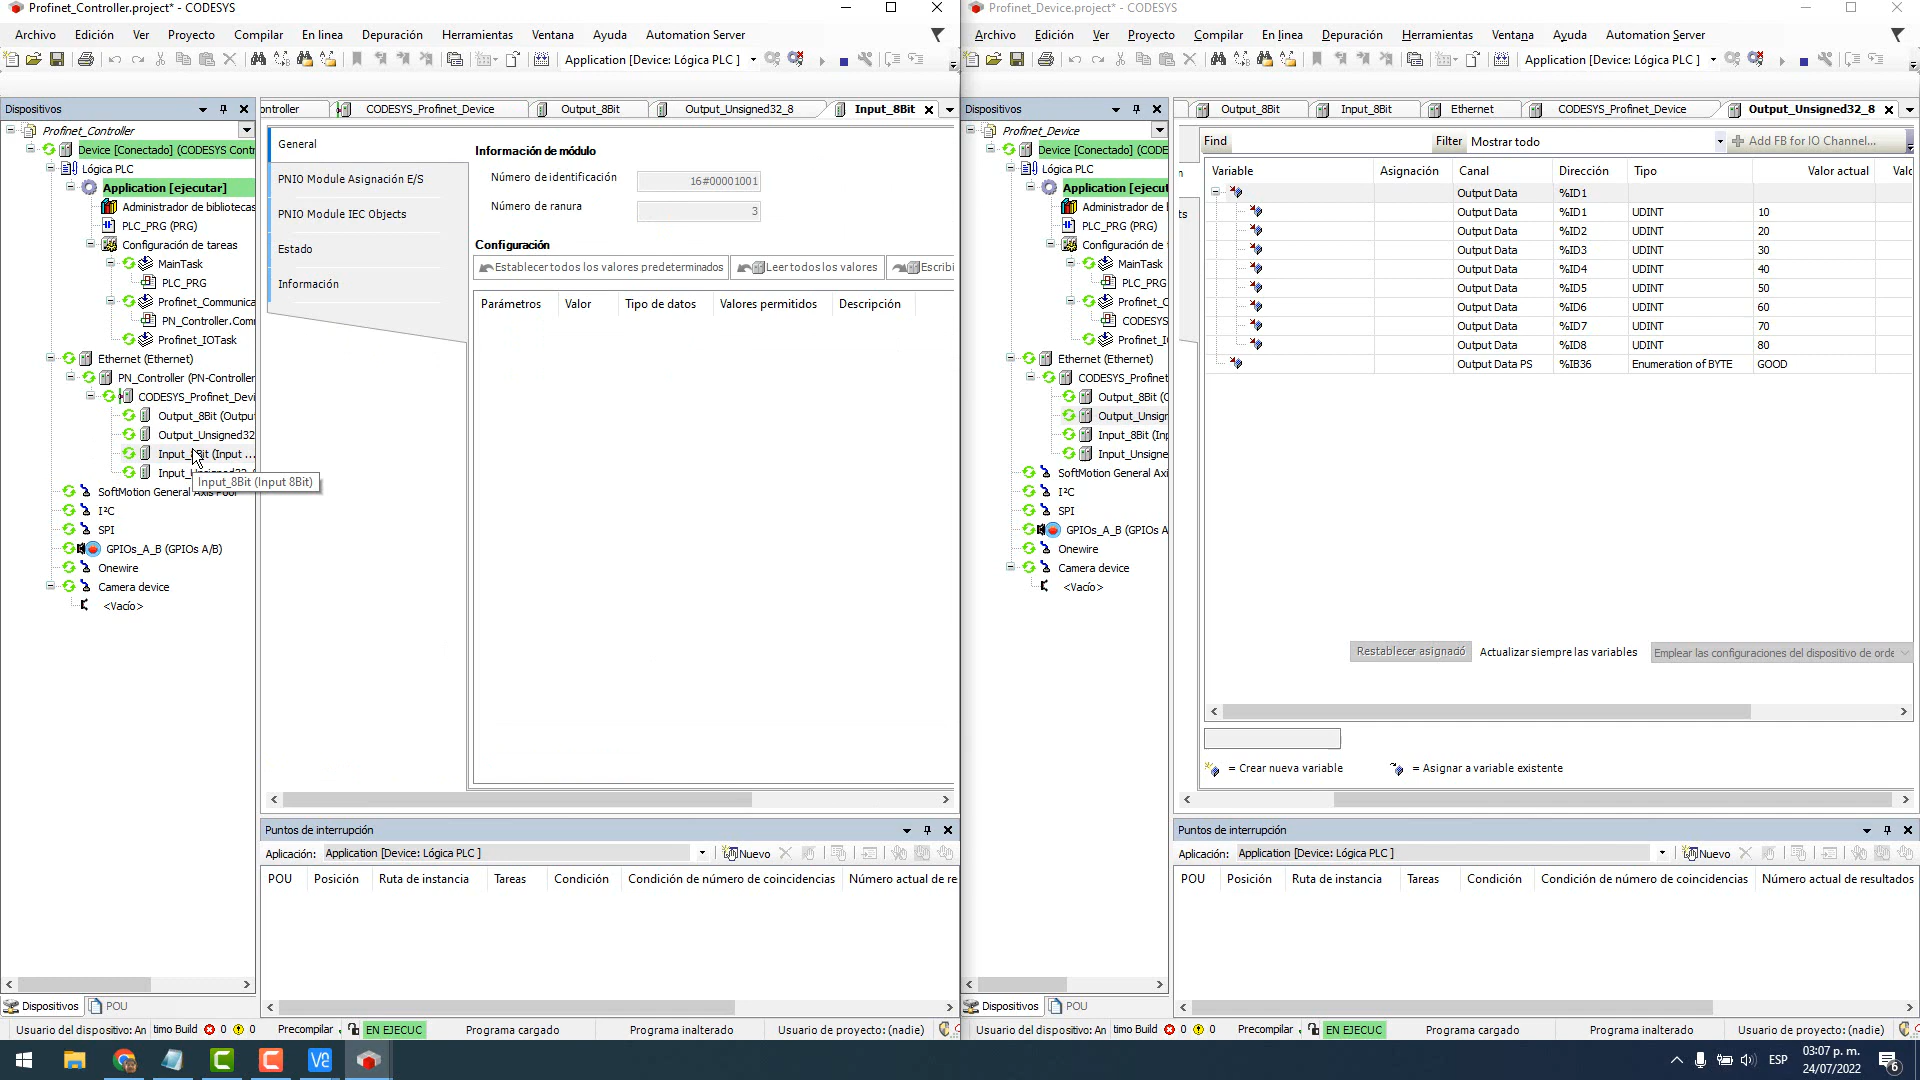 Profinet_Controller.project* - CODESYS
Archivo Edición Ver Proyecto Compilar En línea Depuración Herramientas Ventana Ayuda Automation Server
Application [Device: Lógica PLC ]
Dispositivos
Profinet_Controller
Device [Conectado] (CODESYS Contr
Lógica PLC
Application [ejecutar]
Administrador de bibliotecas
PLC_PRG (PRG)
Configuración de tareas
MainTask
PLC_PRG
Profinet_Communica
PN_Controller.Comm
Profinet_IOTask
Ethernet (Ethernet)
PN_Controller (PN-Controller
CODESYS_Profinet_Devi
Output_8Bit (Output
Output_Unsigned32
Input_8Bit (Input ...
Input_Unsigned32_
Input_8Bit (Input 8Bit)
SoftMotion General Axis Pool
I²C
SPI
GPIOs_A_B (GPIOs A/B)
Onewire
Camera device
<Vacío>
Dispositivos POU
ontroller CODESYS_Profinet_Device Output_8Bit Output_Unsigned32_8 Input_8Bit
General
PNIO Module Asignación E/S
PNIO Module IEC Objects
Estado
Información
Información de módulo
Número de identificación 16#00001001
Número de ranura 3
Configuración
Establecer todos los valores predeterminados Leer todos los valores Escribi
Parámetros Valor Tipo de datos Valores permitidos Descripción
Puntos de interrupción
Aplicación: Application [Device: Lógica PLC ] Nuevo
POU Posición Ruta de instancia Tareas Condición Condición de número de coincidencias Número actual de re
Usuario del dispositivo: An timo Build 0 0 Precompilar EN EJECUC Programa cargado Programa inalterado Usuario de proyecto: (nadie)
Profinet_Device.project* - CODESYS
Archivo Edición Ver Proyecto Compilar En línea Depuración Herramientas Ventana Ayuda Automation Server
Application [Device: Lógica PLC ]
Dispositivos
Profinet_Device
Device [Conectado] (CODE
Lógica PLC
Application [ejecut
Administrador de l
PLC_PRG (PRG)
Configuración de
MainTask
PLC_PRG
Profinet_C
CODESYS
Profinet_I
Ethernet (Ethernet)
CODESYS_Profinet
Output_8Bit (O
Output_Unsign
Input_8Bit (Inp
Input_Unsigne
SoftMotion General Axi
I²C
SPI
GPIOs_A_B (GPIOs A
Onewire
Camera device
<Vacío>
Dispositivos POU
Output_8Bit Input_8Bit Ethernet CODESYS_Profinet_Device Output_Unsigned32_8
Find Filter Mostrar todo Add FB for IO Channel...
Variable Asignación Canal Dirección Tipo Valor actual Valo
Output Data %ID1
Output Data %ID1 UDINT 10
Output Data %ID2 UDINT 20
Output Data %ID3 UDINT 30
Output Data %ID4 UDINT 40
Output Data %ID5 UDINT 50
Output Data %ID6 UDINT 60
Output Data %ID7 UDINT 70
Output Data %ID8 UDINT 80
Output Data PS %IB36 Enumeration of BYTE GOOD
ts
Restablecer asignació Actualizar siempre las variables Emplear las configuraciones del dispositivo de orde
= Crear nueva variable = Asignar a variable existente
Puntos de interrupción
Aplicación: Application [Device: Lógica PLC ] Nuevo
POU Posición Ruta de instancia Tareas Condición Condición de número de coincidencias Número actual de resultados
Usuario del dispositivo: An timo Build 0 0 Precompilar EN EJECUC Programa cargado Programa inalterado Usuario de proyecto: (nadie)
ESP
03:07 p. m.
24/07/2022
6